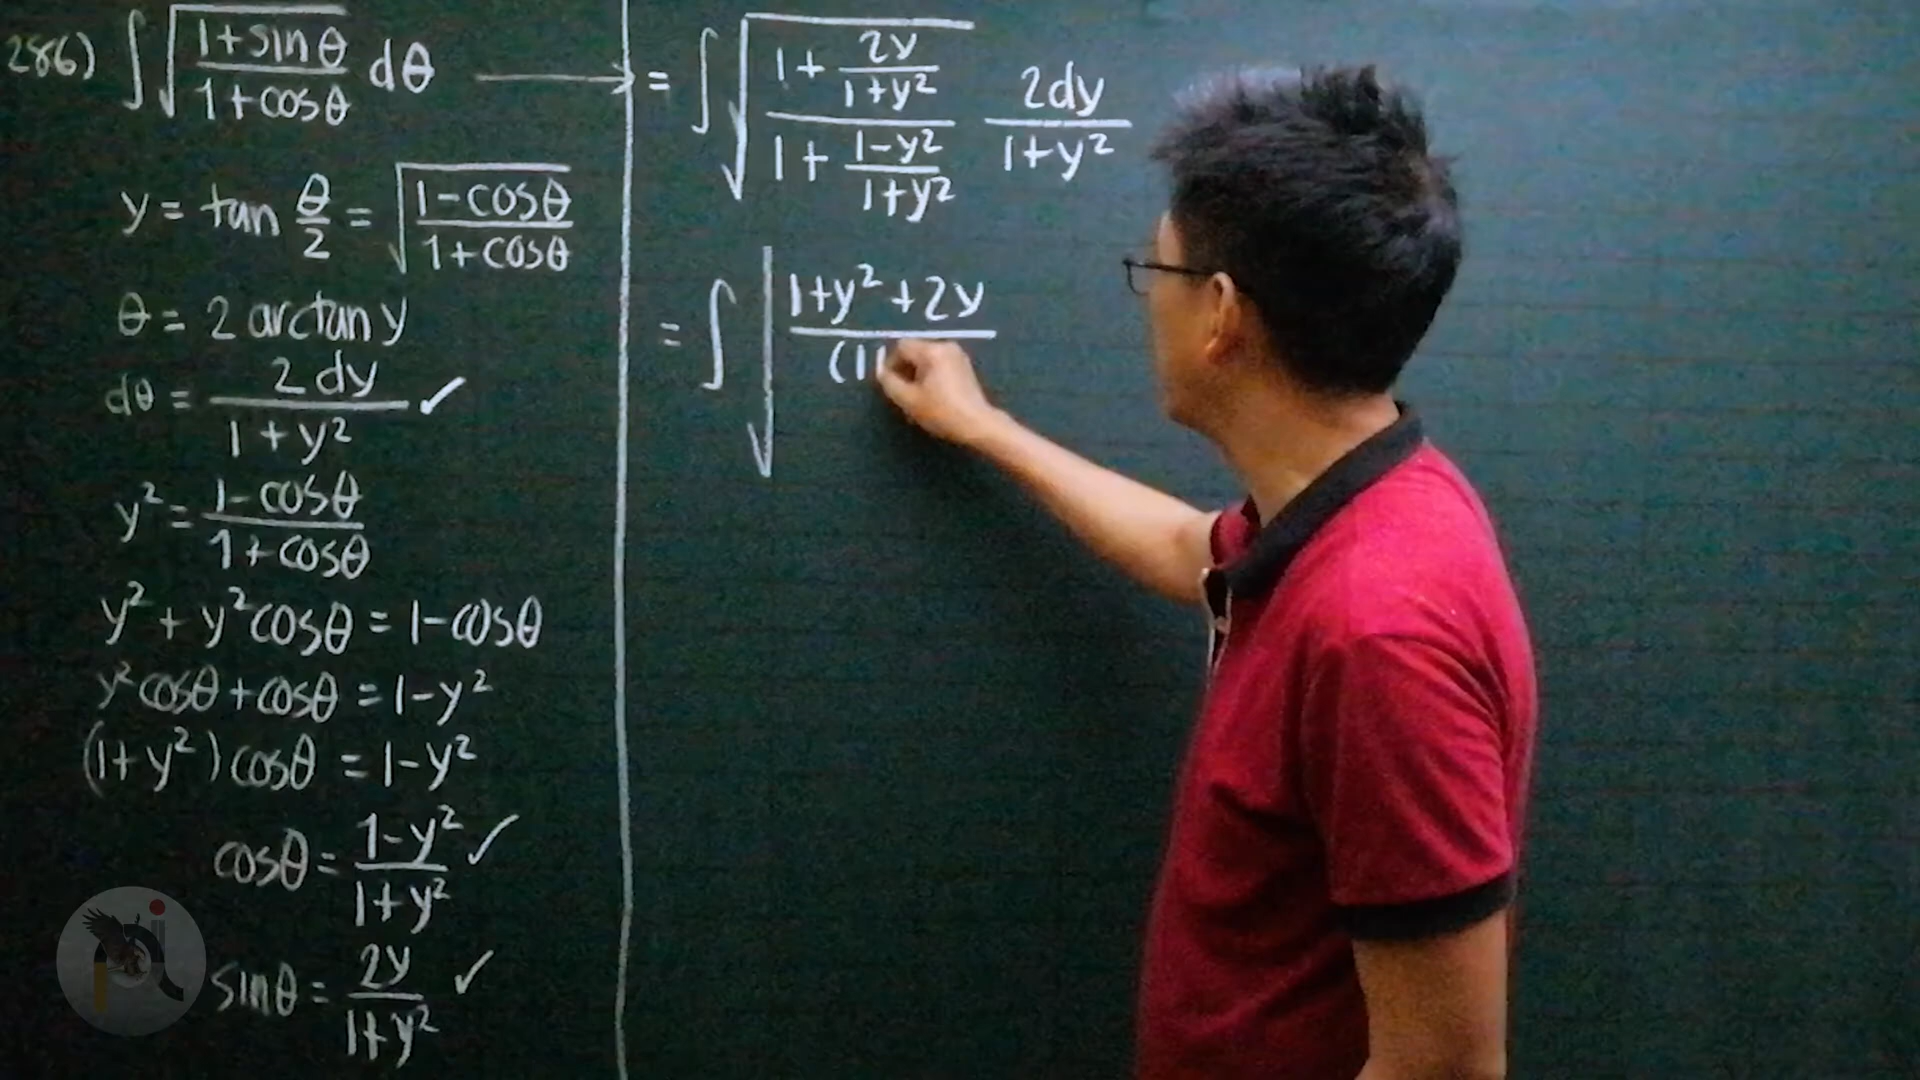 286) ∫√((1+sinθ)/(1+cosθ)) dθ →
y = tan θ/2 = √((1-cosθ)/(1+cosθ))
θ = 2 arctan y
dθ = 2dy/(1+y²) ✓
y² = (1-cosθ)/(1+cosθ)
y² + y²cosθ = 1-cosθ
y²cosθ + cosθ = 1-y²
(1+y²)cosθ = 1-y²
cosθ = (1-y²)/(1+y²) ✓
sinθ = 2y/(1+y²) ✓
= ∫√((1+2y/(1+y²))/(1+(1-y²)/(1+y²))) 2dy/(1+y²)
= ∫√((1+y²+2y)/(1